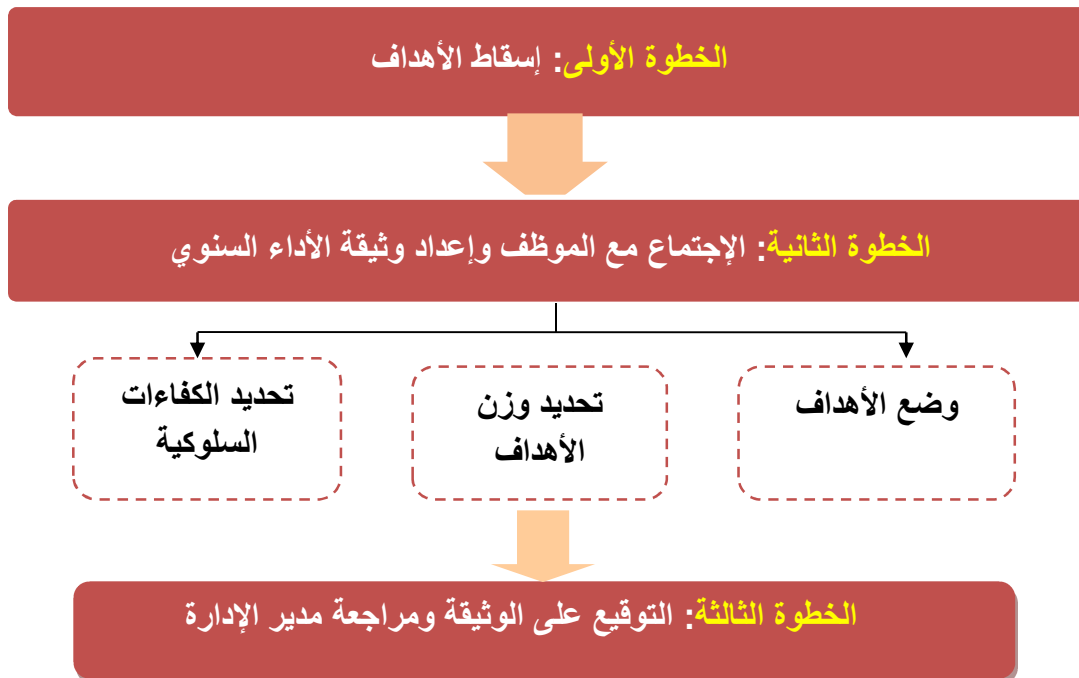 الخطوة الأولى: إسقاط الأهداف
الخطوة الثانية: الإجتماع مع الموظف وإعداد وثيقة الأداء السنوي
وضع الأهداف
تحديد وزن
الأهداف
تحديد الكفاءات
السلوكية
الخطوة الثالثة: التوقيع على الوثيقة ومراجعة مدير الإدارة